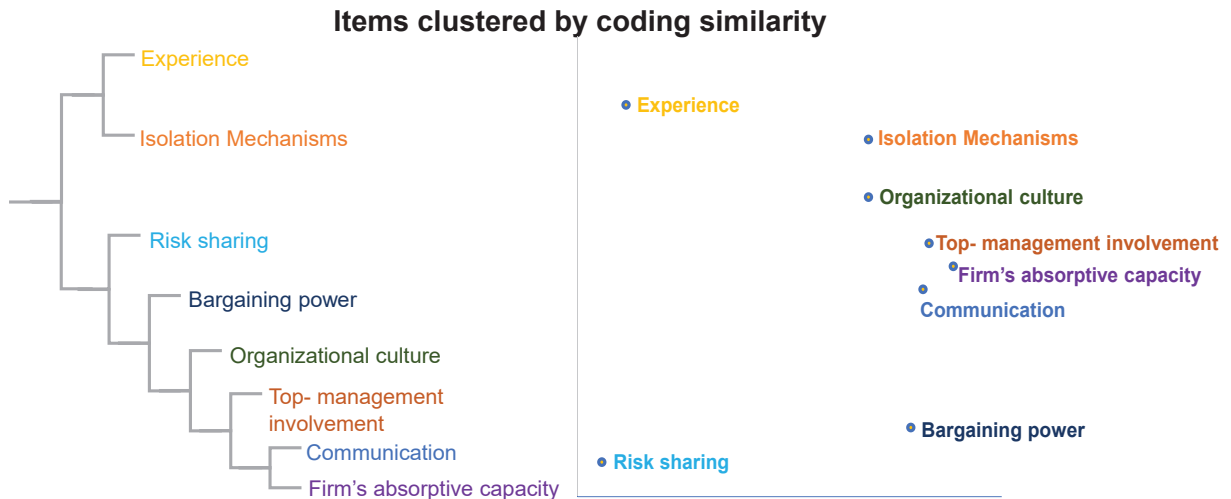 Items clustered by coding similarity
Experience
Isolation Mechanisms
Risk sharing
Bargaining power
Organizational culture
Top- management
involvement
Communication
Firm's absorptive capacity
Experience
Isolation Mechanisms
Organizational culture
Top- management involvement
Firm's absorptive capacity
Communication
Bargaining power
Risk sharing